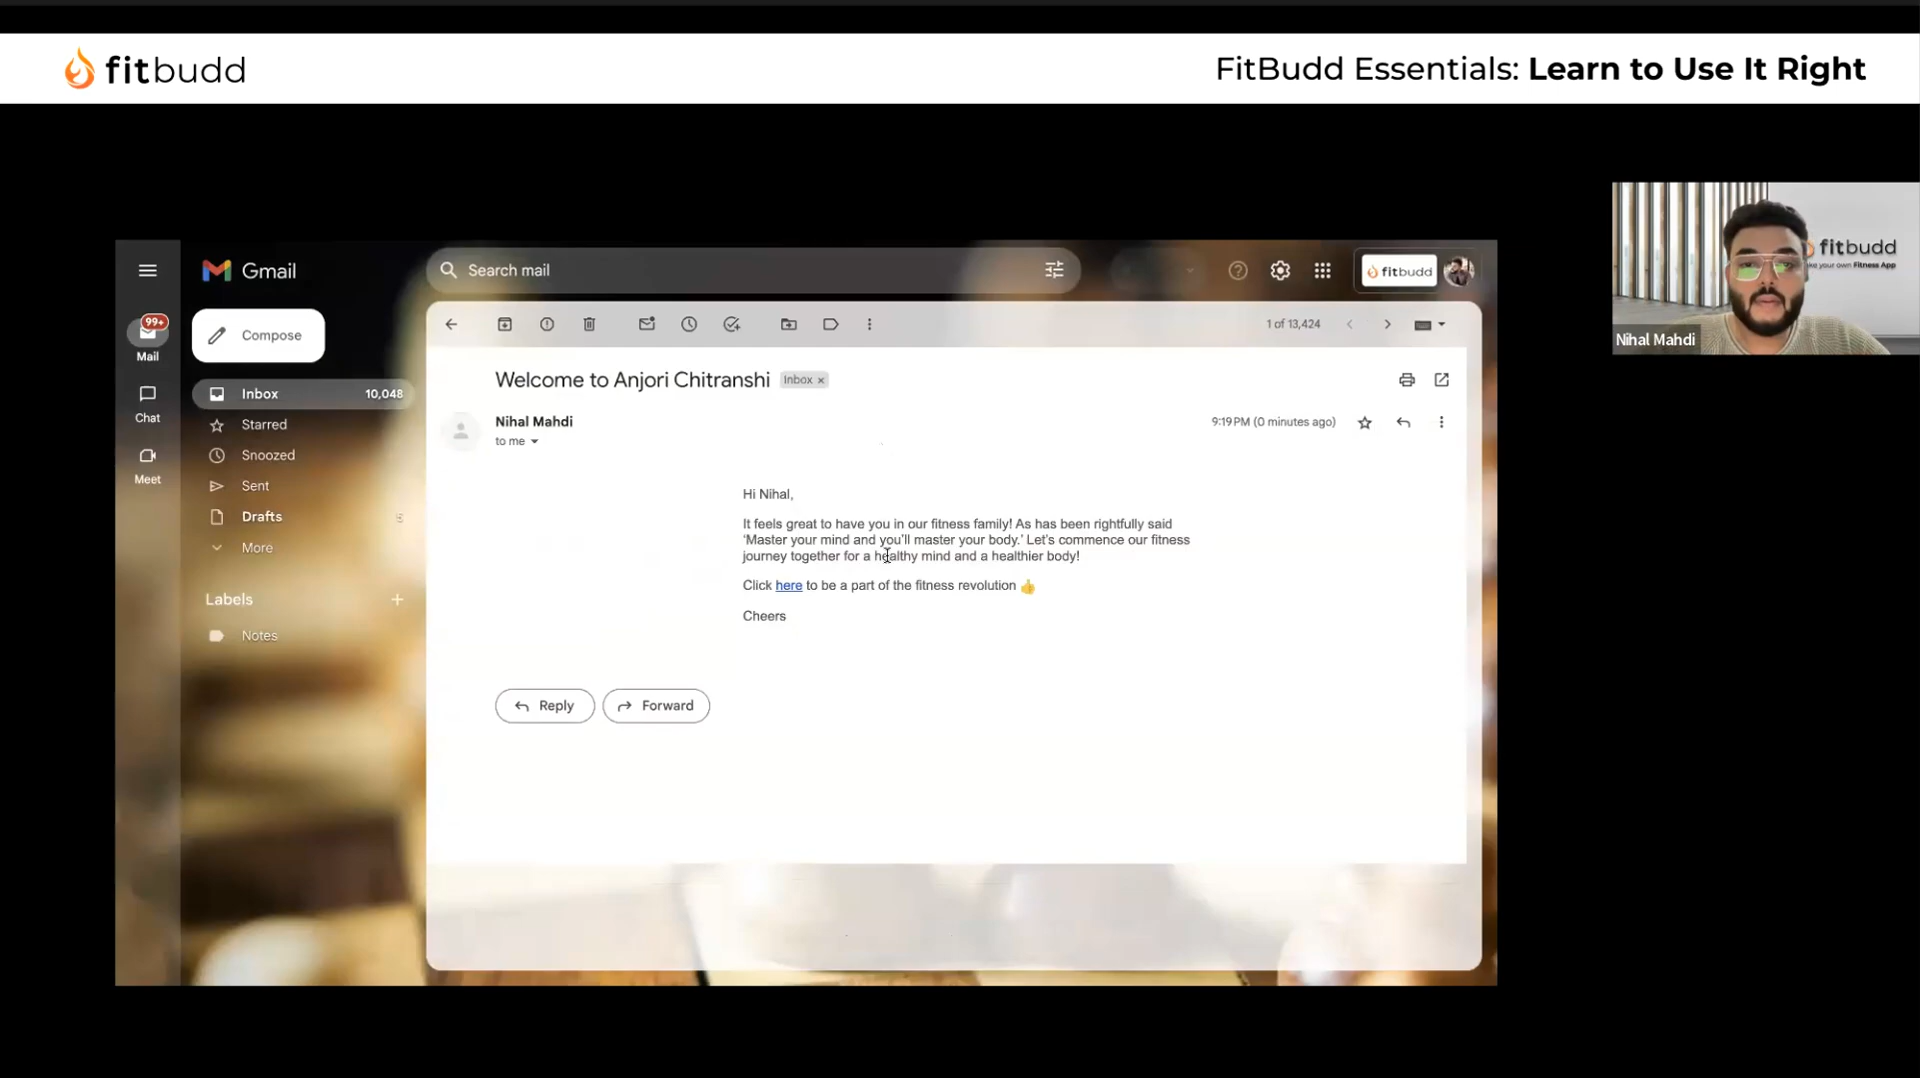 fitbudd
FitBudd Essentials: Learn to Use It Right
Gmail
Search mail
fitbudd
99+
Mail
Compose
1 of 13,424
Inbox 10,048
Chat
Starred
Snoozed
Meet
Sent
Drafts
More
Labels
Notes
Welcome to Anjori Chitranshi Inbox x
Nihal Mahdi
9:19 PM (0 minutes ago)
to me
Hi Nihal,
It feels great to have you in our fitness family! As has been rightfully said
‘Master your mind and you’ll master your body.’ Let’s commence our fitness
journey together for a healthy mind and a healthier body!
Click here to be a part of the fitness revolution 👍
Cheers
Reply
Forward
fitbudd
your own Fitness App
Nihal Mahdi